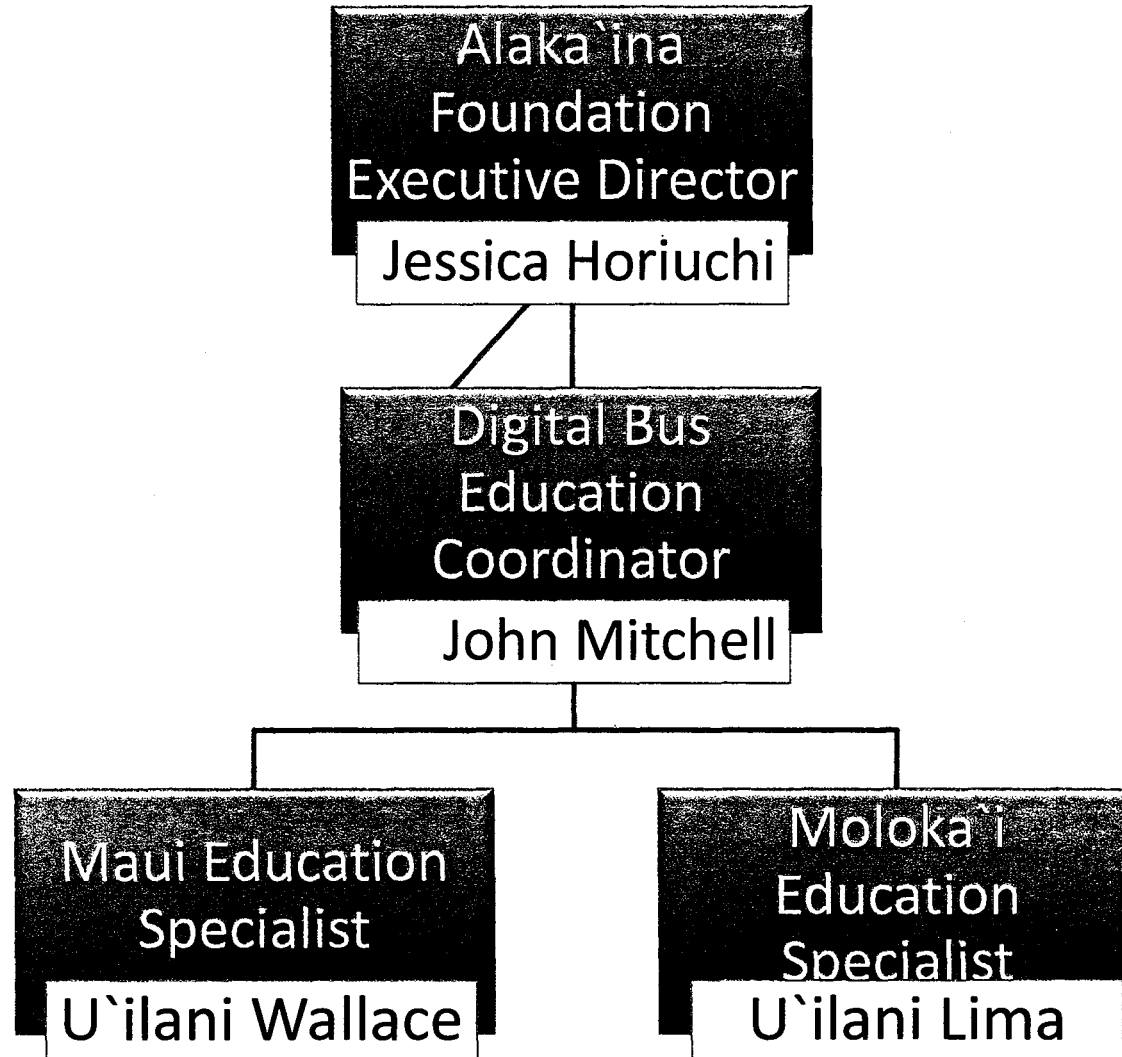 Alaka`ina
Foundation
Executive Director
Jessica Horiuchi
Digital Bus
Education
Coordinator
John Mitchell
Maui Education
Specialist
U`ilani Wallace
Moloka`i
Education
Specialist
U`ilani Lima